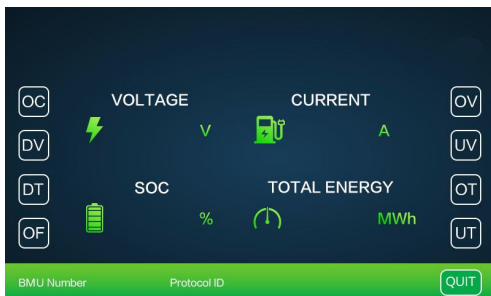 OC
VOLTAGE
CURRENT
OV
DV
V
A
UV
DT
SOC
TOTAL ENERGY
OT
OF
%
MWh
UT
BMU Number
Protocol ID
QUIT